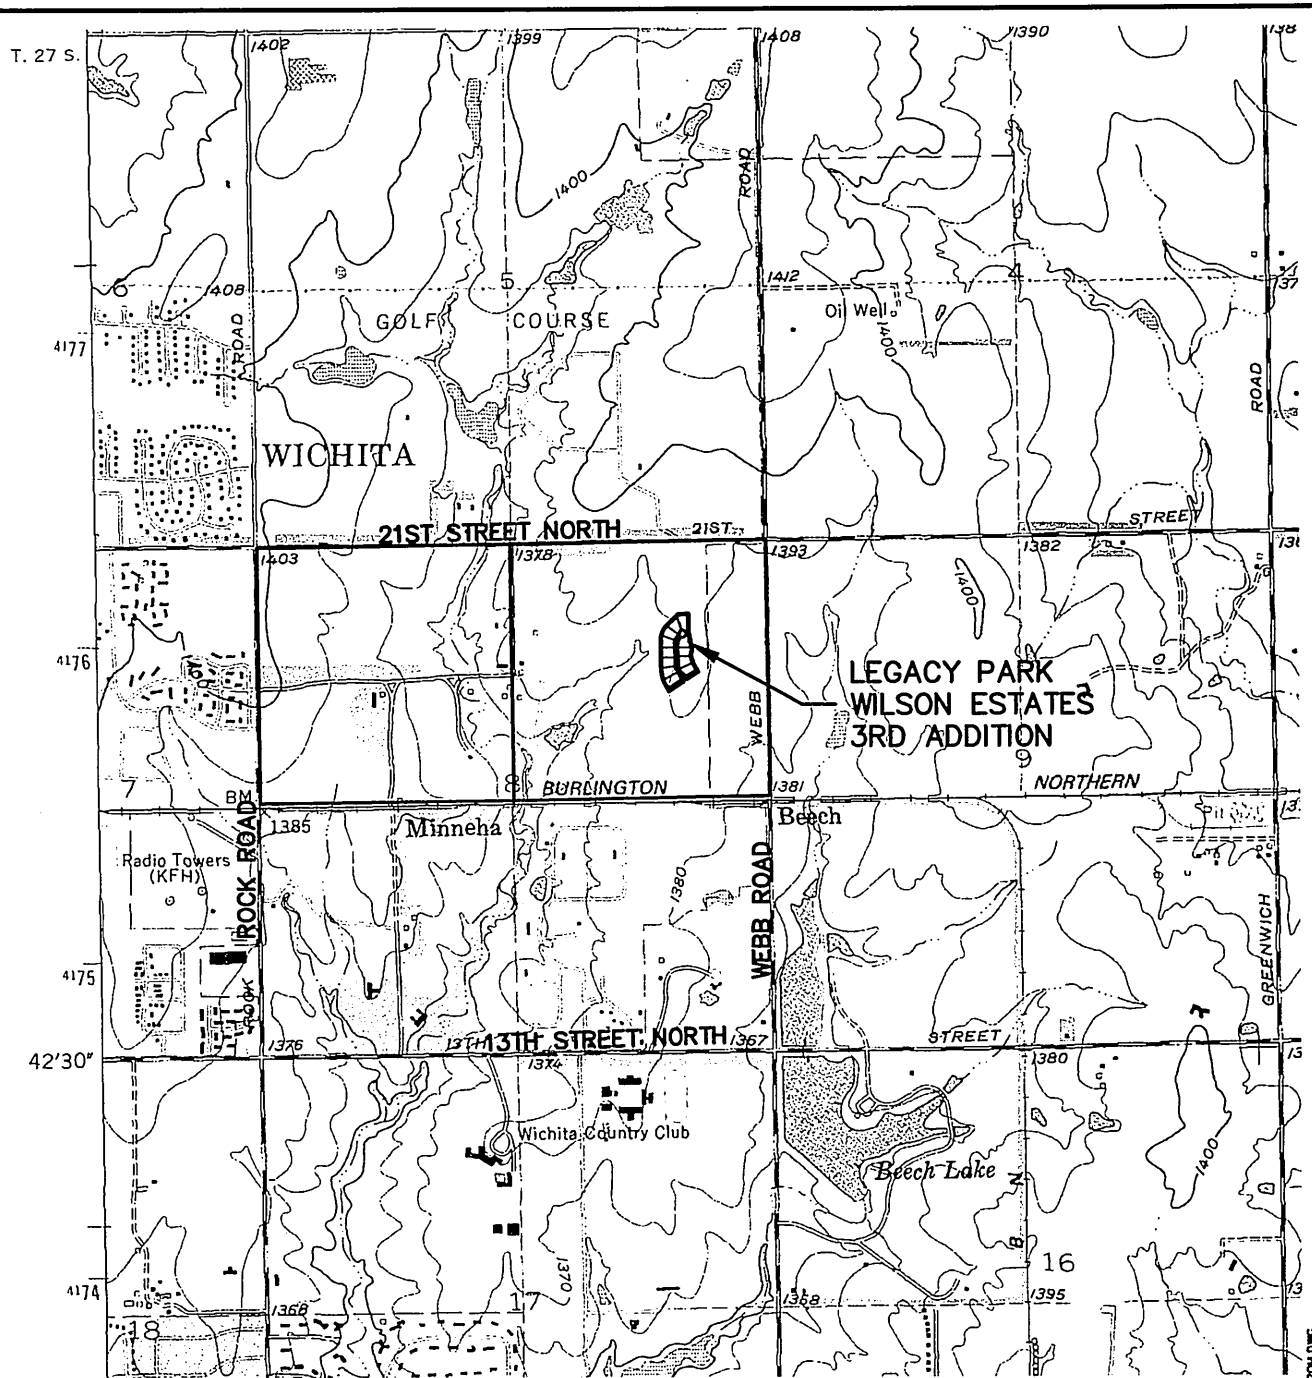 1402
1399
1408
1390
T. 27 S.
1400
ROAD
6
5
4
1412
1408
Oil Well
GOLF COURSE
1400
4177
ROAD
ROAD
WICHITA
21ST STREET NORTH
21ST
STREET
1403
1378
1393
1382
1400
4176
LEGACY PARK
WILSON ESTATES
3RD ADDITION
WEBB
9
7
8
BM
BURLINGTON
1381
NORTHERN
1385
Minneha
Beech
Pit
Radio Towers
(KFH)
ROCK ROAD
1380
WEBB ROAD
GREENWICH
4175
ROCK
1376
13TH
13TH STREET NORTH
1367
STREET
42'30"
1374
1380
Wichita Country Club
Beech Lake
1400
N
B
16
1370
4174
1368
17
1368
1395
18